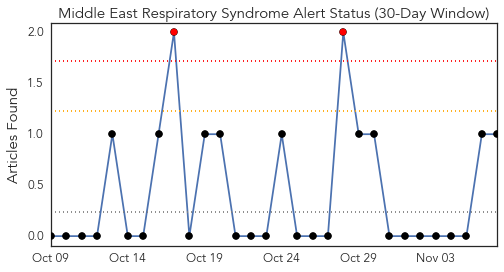 Middle East Respiratory Syndrome Alert Status (30-Day Window)
Articles Found
2.0
1.5
1.0
0.5
0.0
Oct 09 Oct 14 Oct 19 Oct 24 Oct 29 Nov 03